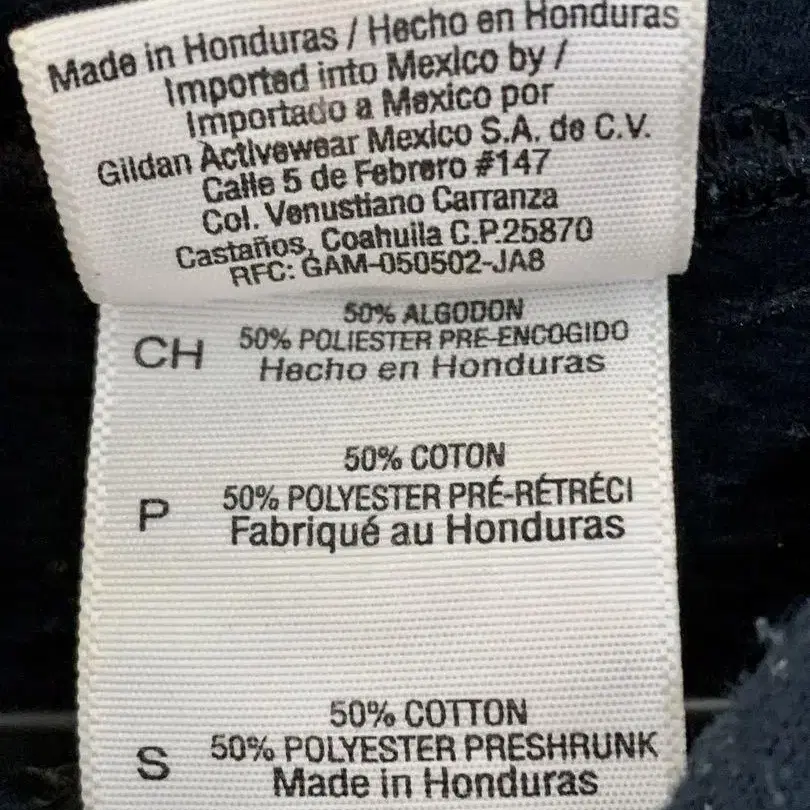 Made in Honduras / Hecho en Honduras
Imported into Mexico by /
Importado a Mexico por
Gildan Activewear Mexico S.A. de C.V.
Calle 5 de Febrero #147
Col. Venustiano Carranza
Castaños, Coahuila C.P.25870
RFC: GAM-050502-JA8
50% ALGODON
CH 50% POLIESTER PRE-ENCOGIDO
Hecho en Honduras
50% COTON
P 50% POLYESTER PRÉ-RÉTRÉCI
Fabriqué au Honduras
50% COTTON
S 50% POLYESTER PRESHRUNK
Made in Honduras